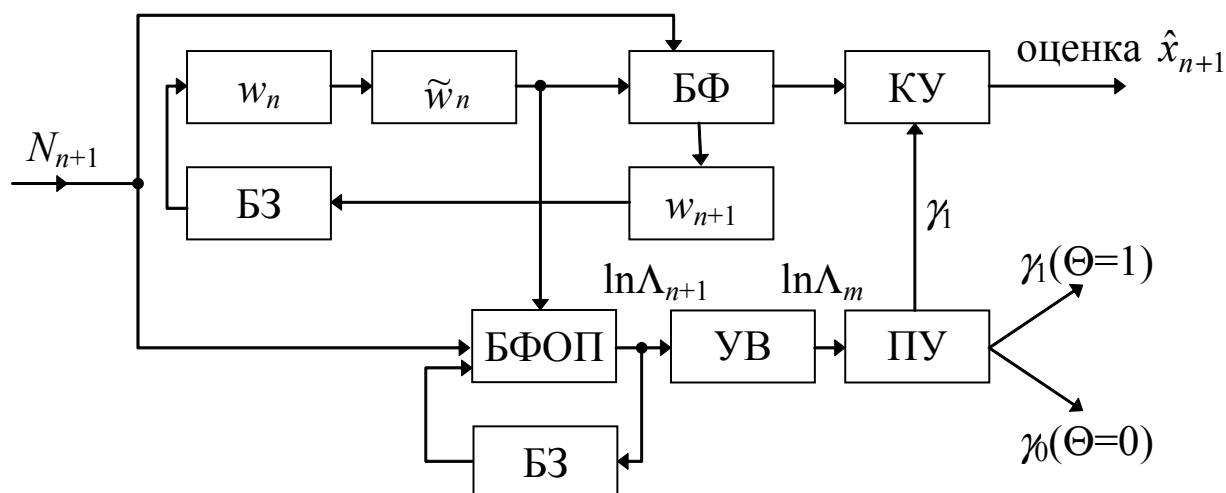 оценка x̂ₙ₊₁
wₙ
w̃ₙ
БФ
КУ
Nₙ₊₁
БЗ
wₙ₊₁
γ₁
lnΛₙ₊₁
lnΛₘ
γ₁(Θ=1)
БФОП
УВ
ПУ
БЗ
γ₀(Θ=0)